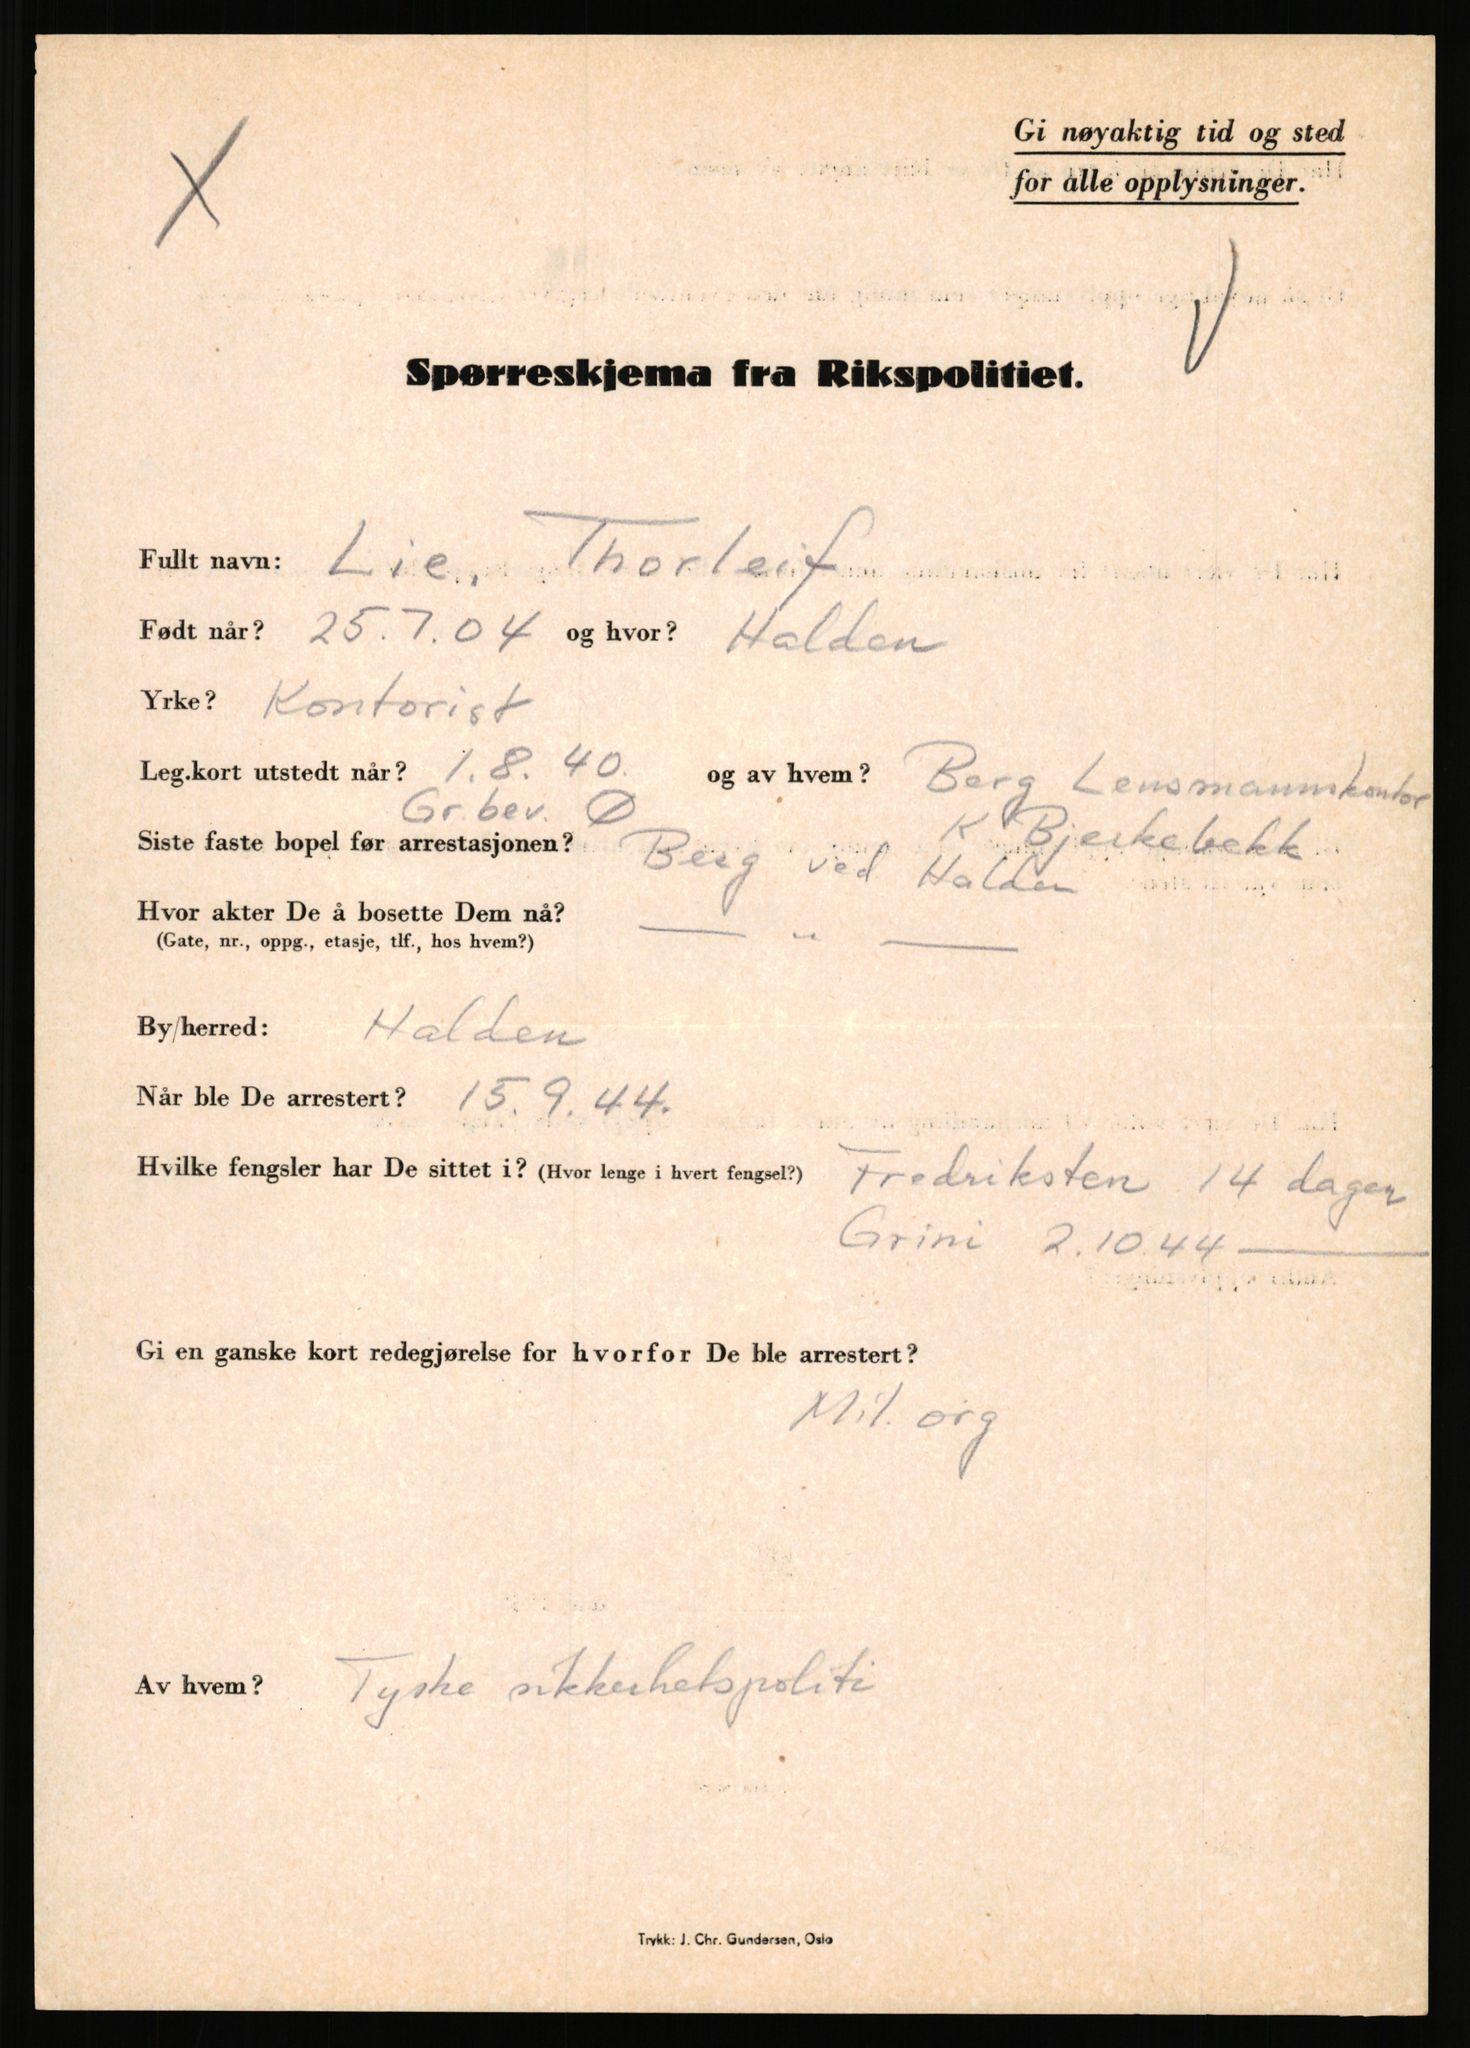 Gi nøyaktig tid og sted
for alle opplysninger.
Spørreskjema fra Rikspolitiet.
Fullt navn: Lie, Thorleif
Født når? 25.7.04 og hvor? Halden
Yrke? Kontorist
Leg.kort utstedt når? 1.8.40. og av hvem? Berg Lensmannskontor
Gr.bev. Ø K Bjerkebekk
Siste faste bopel før arrestasjonen? Berg ved Halden
Hvor akter De å bosette Dem nå? — " —
(Gate, nr., oppg., etasje, tlf., hos hvem?)
By/herred: Halden
Når ble De arrestert? 15.9.44.
Hvilke fengsler har De sittet i? (Hvor lenge i hvert fengsel?) Fredriksten 14 dager
Grini 2.10.44 —
Gi en ganske kort redegjørelse for hvorfor De ble arrestert?
Mil. org
Av hvem? Tyske sikkerhetspoliti
Trykk: J. Chr. Gundersen, Oslo